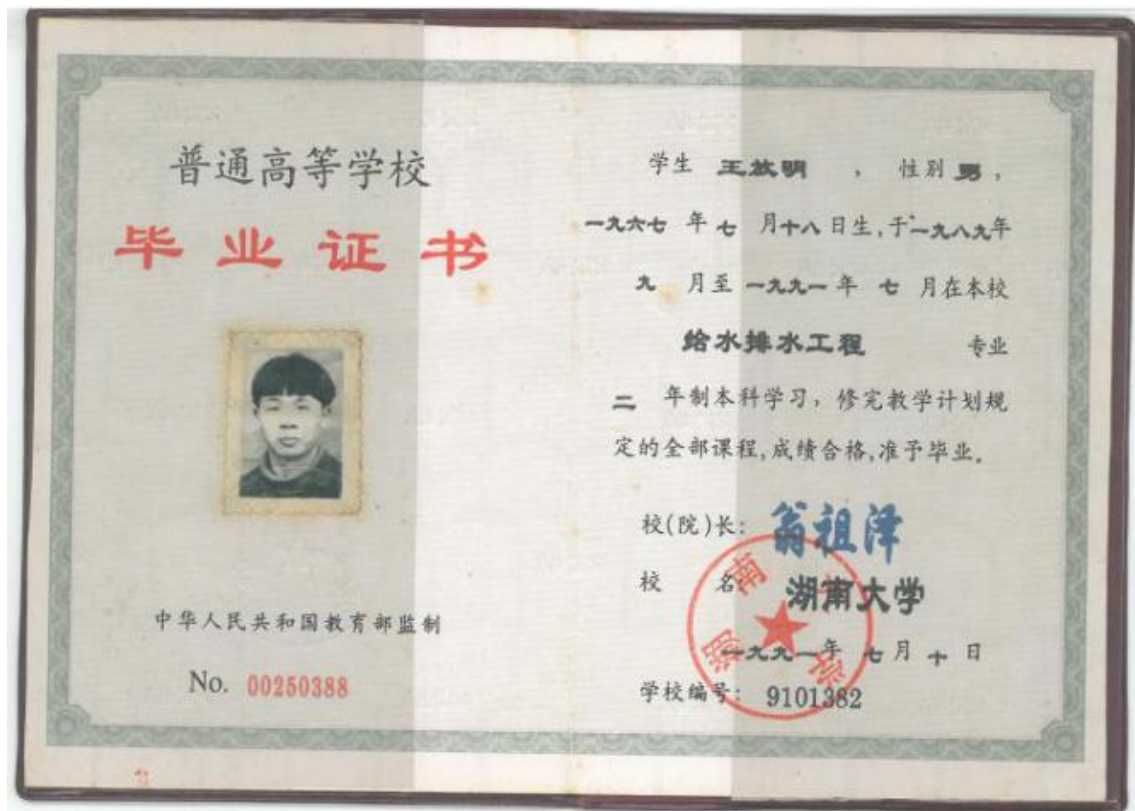 普通高等学校
毕业证书
中华人民共和国教育部监制
No. 00250388
学生 王放明 ， 性别 男，
一九六七 年 七 月十八日生,于一九八九年
九 月至 一九九一 年 七 月在本校
给水排水工程 专业
二 年制本科学习，修完教学计划规
定的全部课程,成绩合格,准予毕业。
校(院)长: 翁祖泽
校 名 湖南大学
一九九一年 七月 十 日
学校编号: 9101382